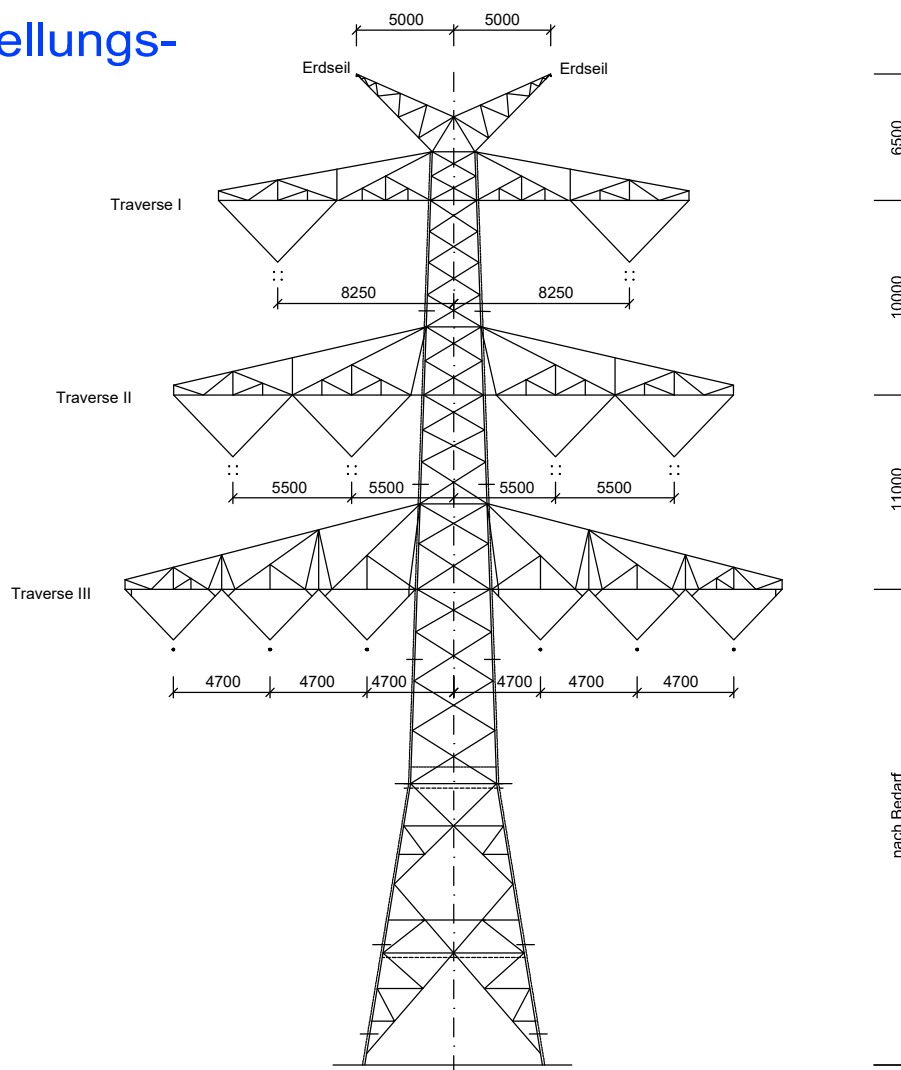 ellungs-
5000 5000
Erdseil Erdseil
6500
Traverse I
8250 8250
10000
Traverse II
5500 5500 5500 5500
11000
Traverse III
4700 4700 4700 4700 4700 4700
nach Bedarf